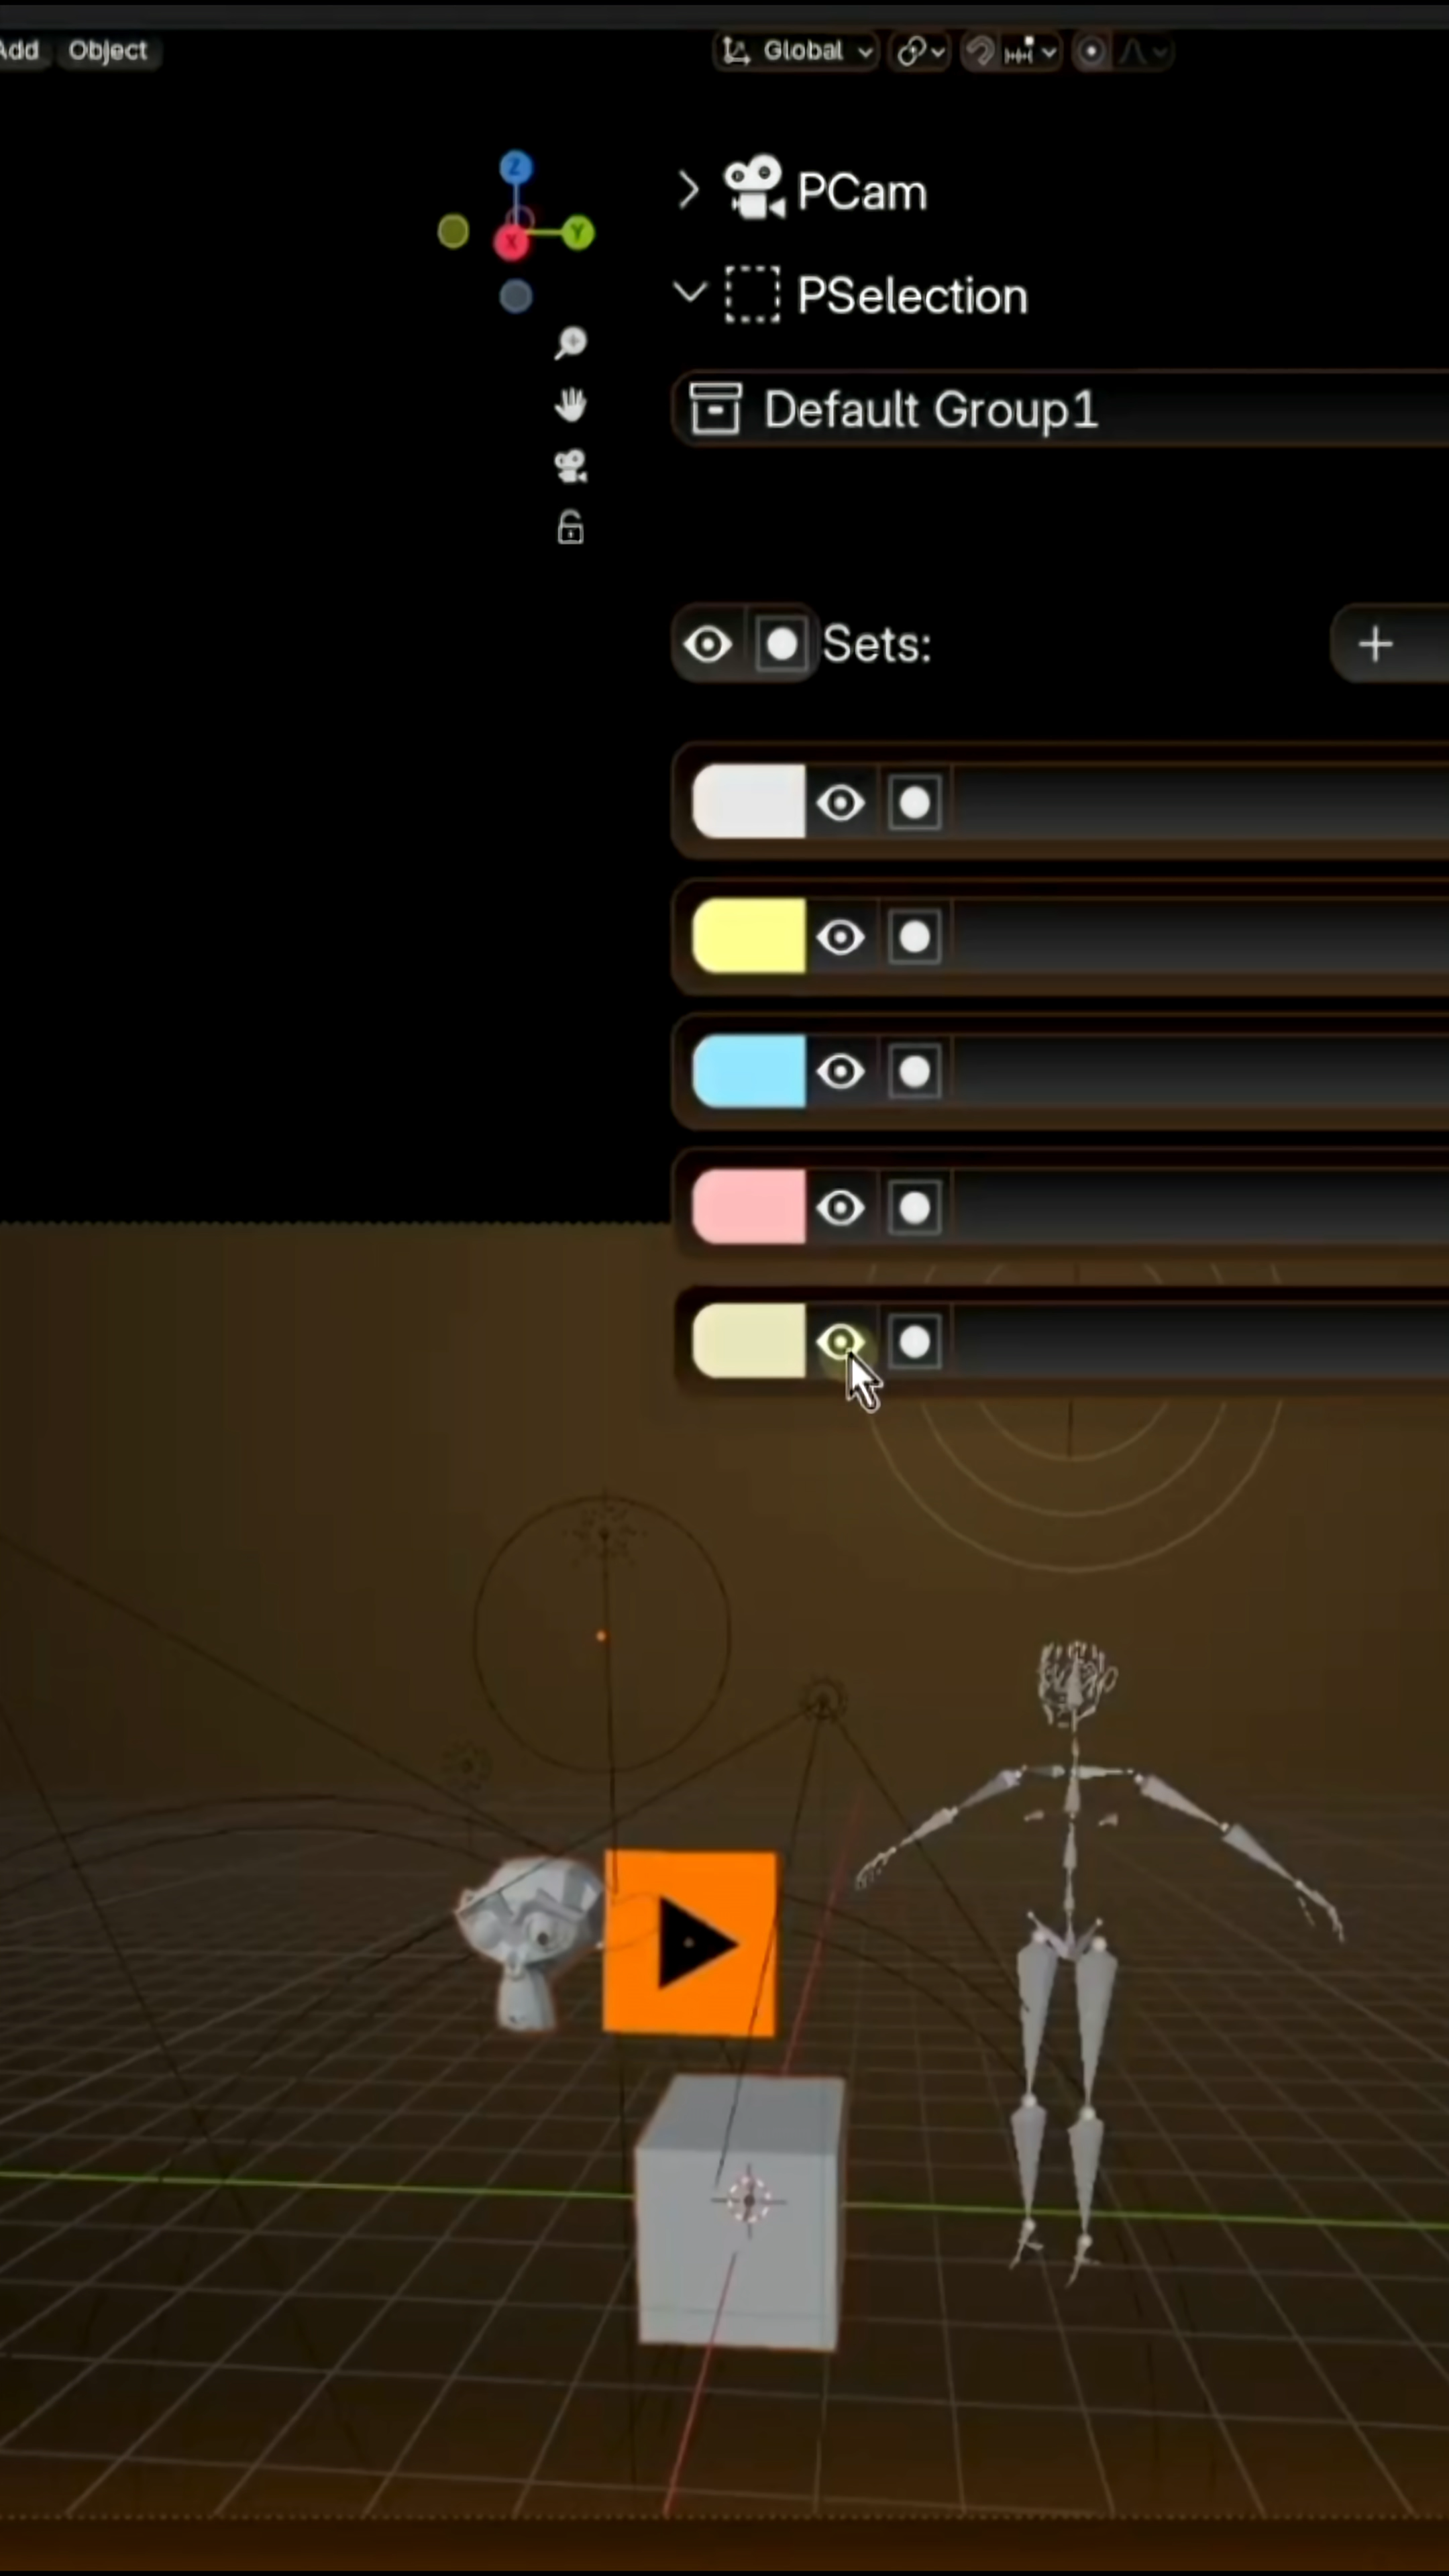 Add Object Global
Z
X Y
PCam
PSelection
Default Group1
Sets: +